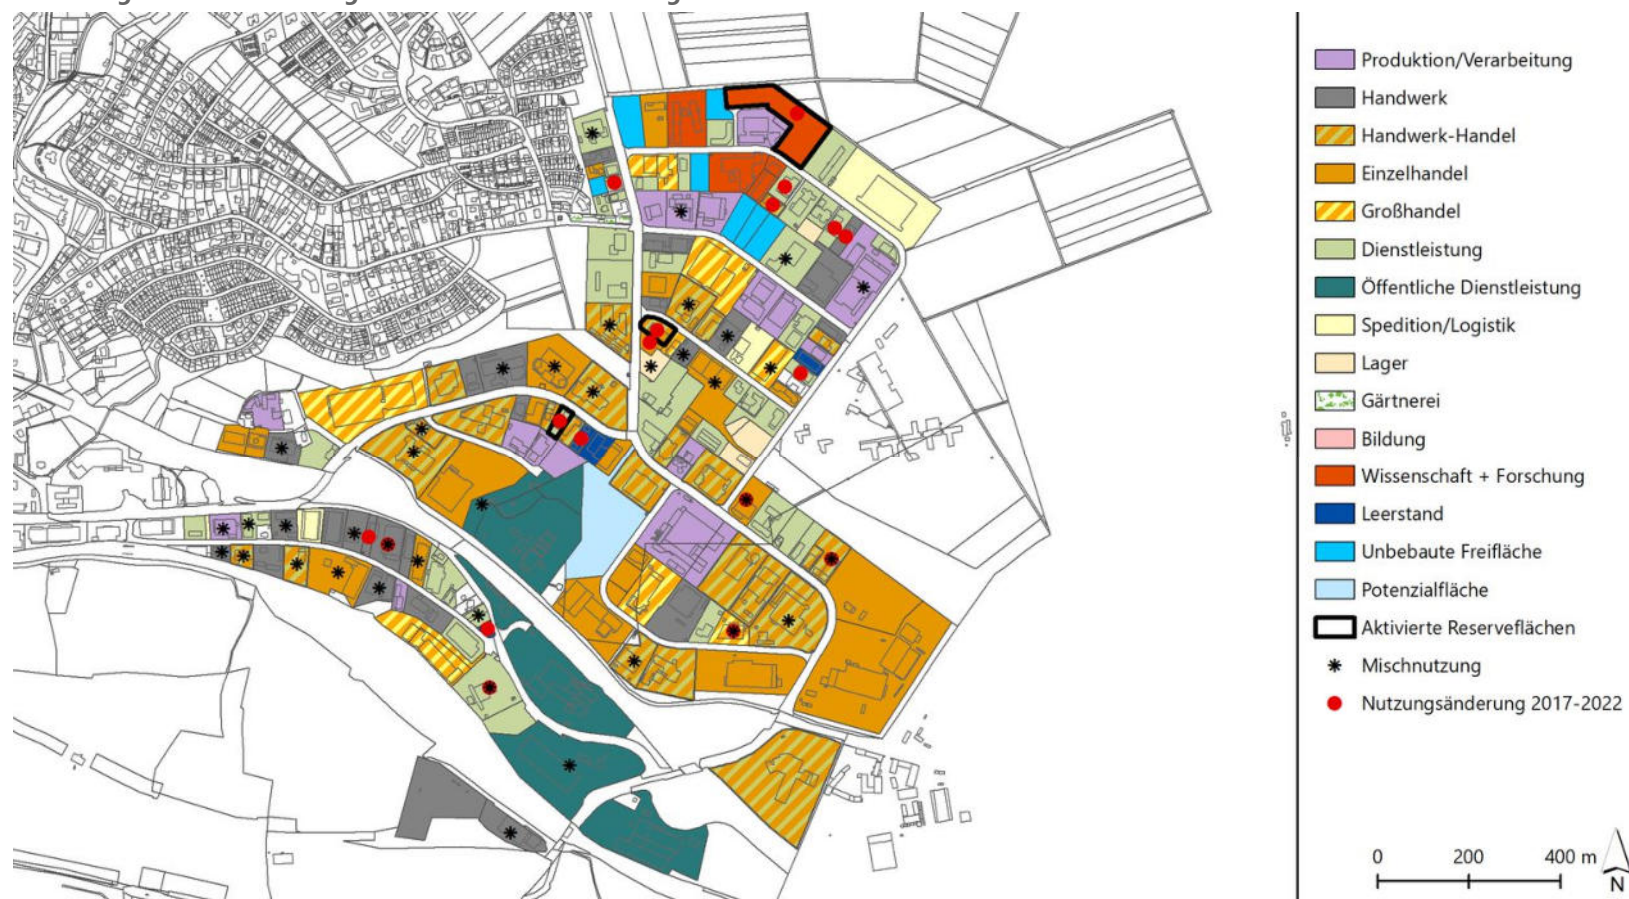 Produktion/Verarbeitung
Handwerk
Handwerk-Handel
Einzelhandel
Großhandel
Dienstleistung
Öffentliche Dienstleistung
Spedition/Logistik
Lager
Gärtnerei
Bildung
Wissenschaft + Forschung
Leerstand
Unbebaute Freifläche
Potenzialfläche
Aktivierte Reserveflächen
Mischnutzung
Nutzungsänderung 2017-2022
0 200 400 m
N